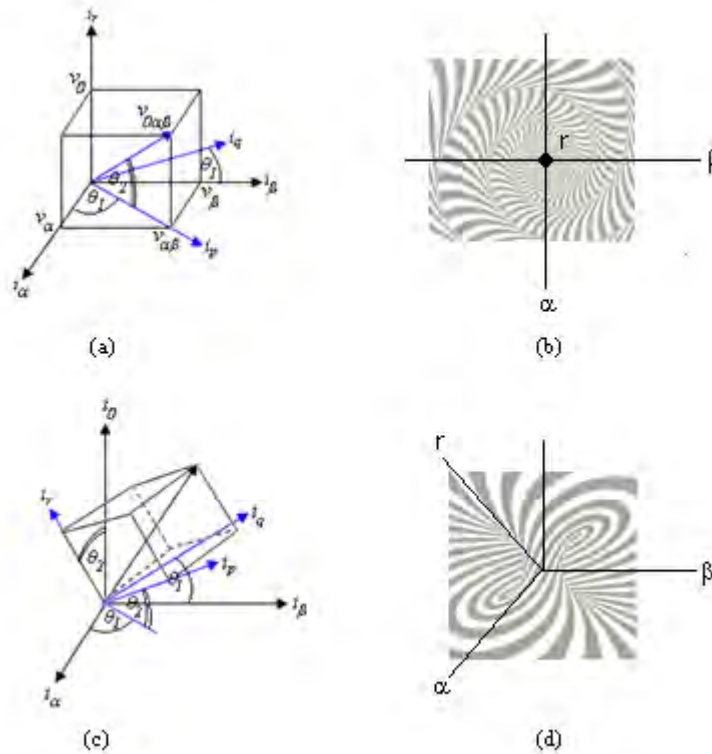 i_r
v_0
v_0αβ
i_q
θ_2
θ_1
i_β
θ_1
v_β
v_α
v_αβ
i_p
i_α
(a)
r
β
α
(b)
i_0
i_r
i_q
θ_2
i_p
θ_1
θ_2
θ_1
i_β
i_α
(c)
r
β
α
(d)